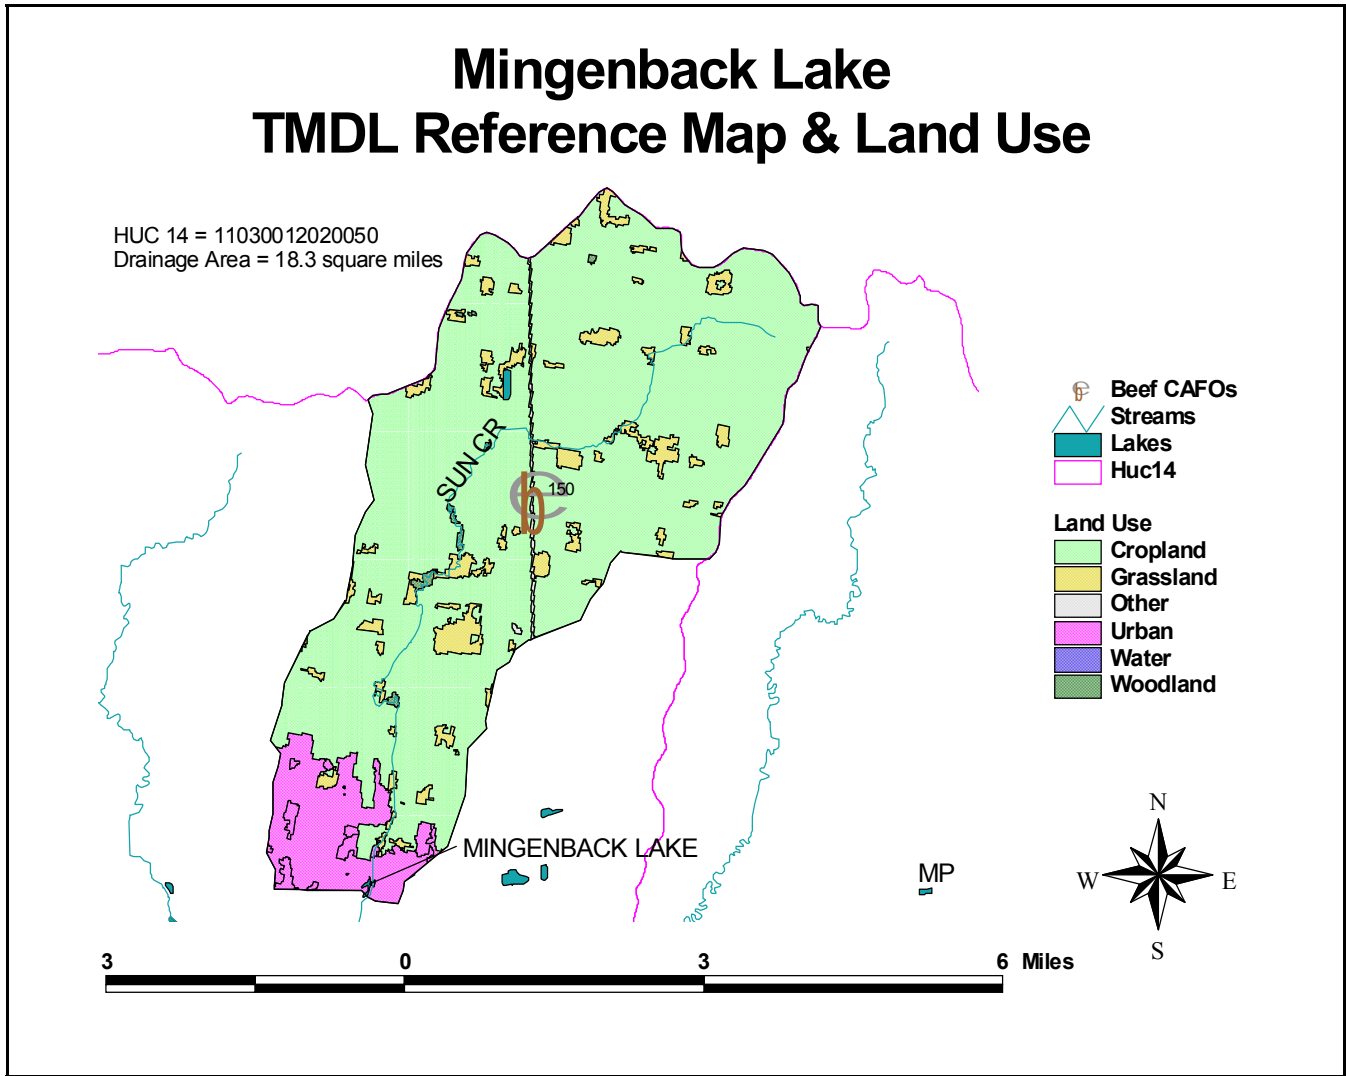 Mingenback Lake
TMDL Reference Map & Land Use
HUC 14 = 11030012020050
Drainage Area = 18.3 square miles
SUN CR
150
MINGENBACK LAKE
MP
Beef CAFOs
Streams
Lakes
Huc14
Land Use
Cropland
Grassland
Other
Urban
Water
Woodland
N
W E
S
3 0 3 6 Miles